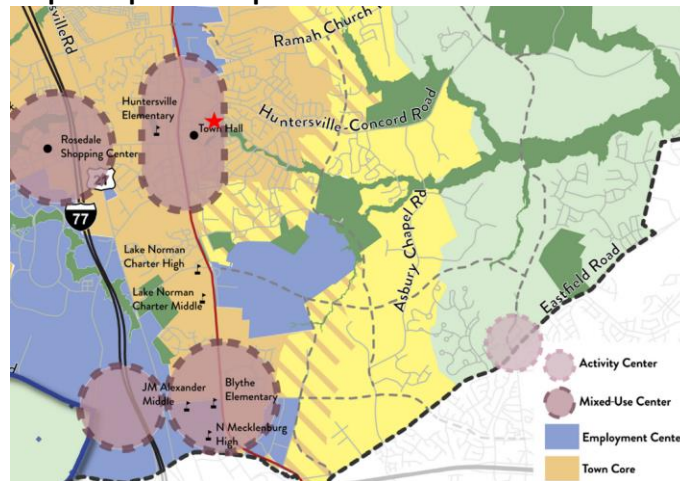 sville Rd
Ramah Church
Huntersville
Elementary
Town Hall
Huntersville-Concord Road
Rosedale
Shopping Center
77
Asbury Chapel Rd
Lake Norman
Charter High
Lake Norman
Charter Middle
Eastfield Road
JM Alexander
Middle
Blythe
Elementary
N Mecklenburg
High
Activity Center
Mixed-Use Center
Employment Cente
Town Core